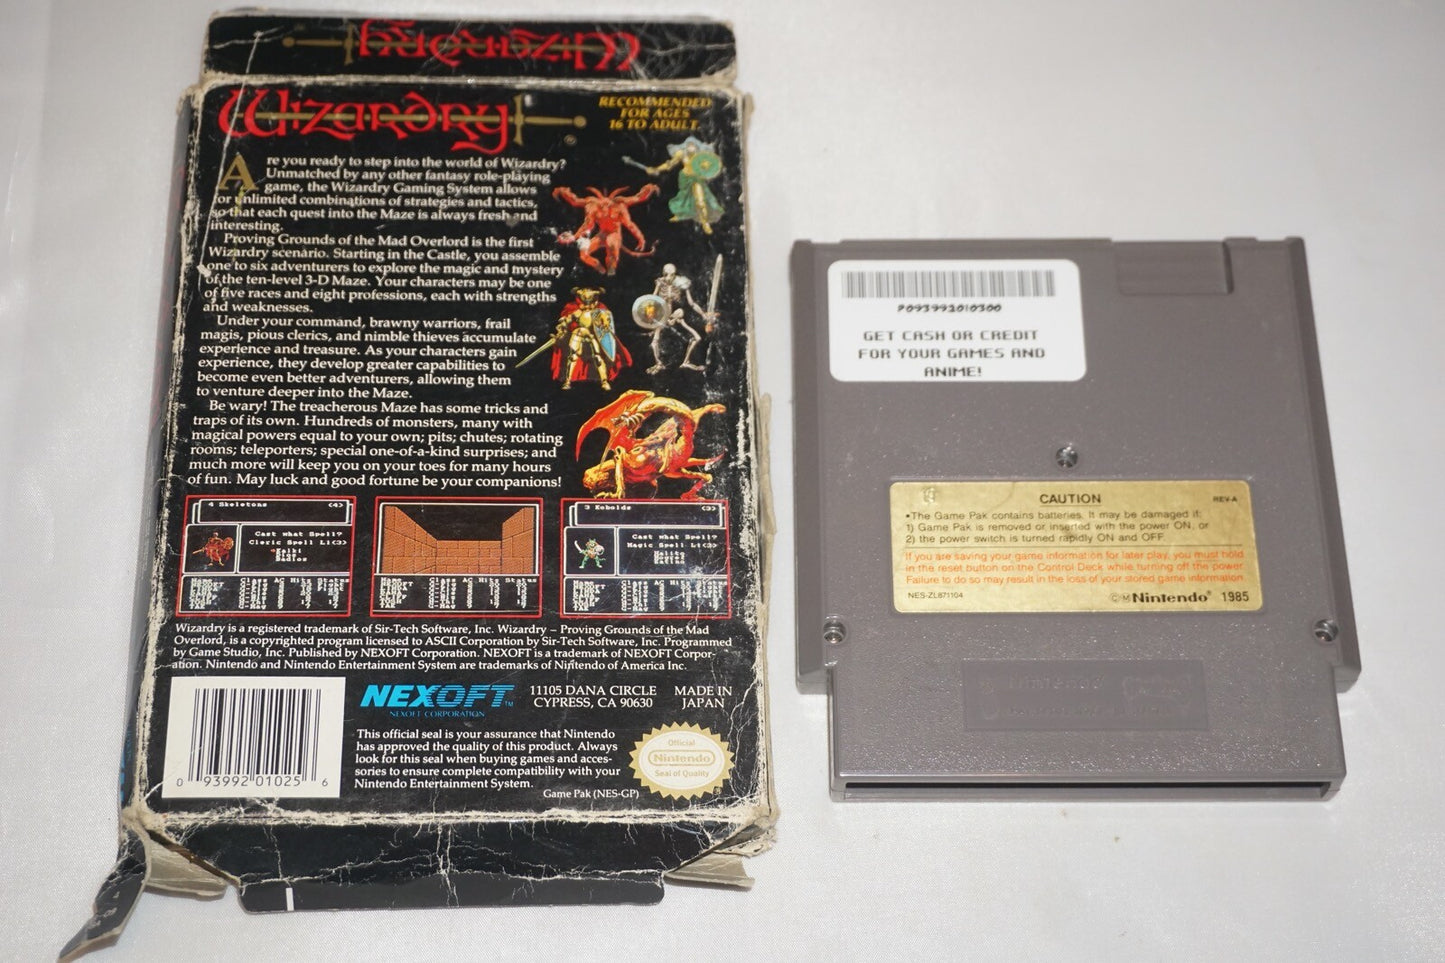 Wizardry
Wizardry
RECOMMENDED
FOR AGES
16 TO ADULT.
Are you ready to step into the world of Wizardry?
Unmatched by any other fantasy role-playing
game, the Wizardry Gaming System allows
for unlimited combinations of strategies and tactics,
so that each quest into the Maze is always fresh and
interesting.
Proving Grounds of the Mad Overlord is the first
Wizardry scenario. Starting in the Castle, you assemble
one to six adventurers to explore the magic and mystery
of the ten-level 3-D Maze. Your characters may be one
of five races and eight professions, each with strengths
and weaknesses.
Under your command, brawny warriors, frail
magis, pious clerics, and nimble thieves accumulate
experience and treasure. As your characters gain
experience, they develop greater capabilities to
become even better adventurers, allowing them
to venture deeper into the Maze.
Be wary! The treacherous Maze has some tricks and
traps of its own. Hundreds of monsters, many with
magical powers equal to your own; pits; chutes; rotating
rooms; teleporters; special one-of-a-kind surprises; and
much more will keep you on your toes for many hours
of fun. May luck and good fortune be your companions!
4 Skeletons (4)
Cast what Spell?
Cleric Spell L1(3)
3 Kobolds (3)
Cast what Spell?
Magic Spell L1(3)
Halito
Wizardry is a registered trademark of Sir-Tech Software, Inc. Wizardry – Proving Grounds of the Mad
Overlord, is a copyrighted program licensed to ASCII Corporation by Sir-Tech Software, Inc. Programmed
by Game Studio, Inc. Published by NEXOFT Corporation. NEXOFT is a trademark of NEXOFT Corpor-
ation. Nintendo and Nintendo Entertainment System are trademarks of Nintendo of America Inc.
NEXOFT TM
NEXOFT CORPORATION
11105 DANA CIRCLE
CYPRESS, CA 90630
MADE IN
JAPAN
This official seal is your assurance that Nintendo
has approved the quality of this product. Always
look for this seal when buying games and acces-
sories to ensure complete compatibility with your
Nintendo Entertainment System.
Game Pak (NES-GP)
Official
Nintendo
Seal of Quality
0 93992 01025 6
P093992010300
GET CASH OR CREDIT
FOR YOUR GAMES AND
ANIME!
CAUTION
REV-A
•The Game Pak contains batteries. It may be damaged if:
1) Game Pak is removed or inserted with the power ON, or
2) the power switch is turned rapidly ON and OFF.
If you are saving your game information for later play, you must hold
in the reset button on the Control Deck while turning off the power.
Failure to do so may result in the loss of your stored game information.
NES-ZL871104
©M Nintendo® 1985
Nintendo